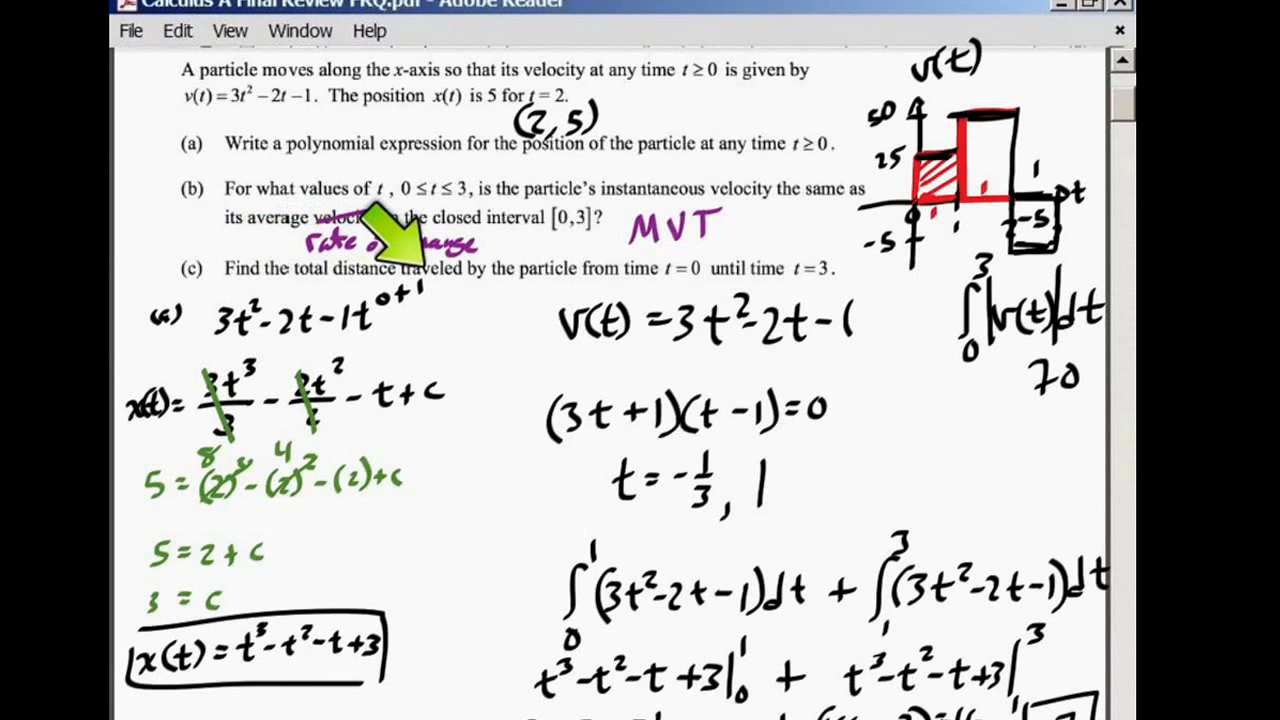 Calculus A Final Review FRQ.pdf - Adobe Reader
File Edit View Window Help
A particle moves along the x-axis so that its velocity at any time t ≥ 0 is given by
v(t) = 3t² − 2t − 1. The position x(t) is 5 for t = 2.
(2, 5)
(a) Write a polynomial expression for the position of the particle at any time t ≥ 0.
(b) For what values of t, 0 ≤ t ≤ 3, is the particle's instantaneous velocity the same as
its average the closed interval [0,3]?
rate change
MVT
(c) Find the total distance traveled by the particle from time t = 0 until time t = 3.
v(t)
50
25
0
-5
1
-5
t
∫₀³ |v(t)| dt
70
(a) 3t² - 2t - 1t⁰⁺¹
x(t) = 3t³/3 - 2t²/2 - t + c
8 4
5 = (2)³ - (2)² - (2) + c
5 = 2 + c
3 = c
x(t) = t³ - t² - t + 3
v(t) = 3t² - 2t - 1
(3t + 1)(t - 1) = 0
t = -1/3, 1
∫₀¹ (3t² - 2t - 1) dt + ∫₁³ (3t² - 2t - 1) dt
t³ - t² - t + 3 |₀¹ + t³ - t² - t + 3 |₁³